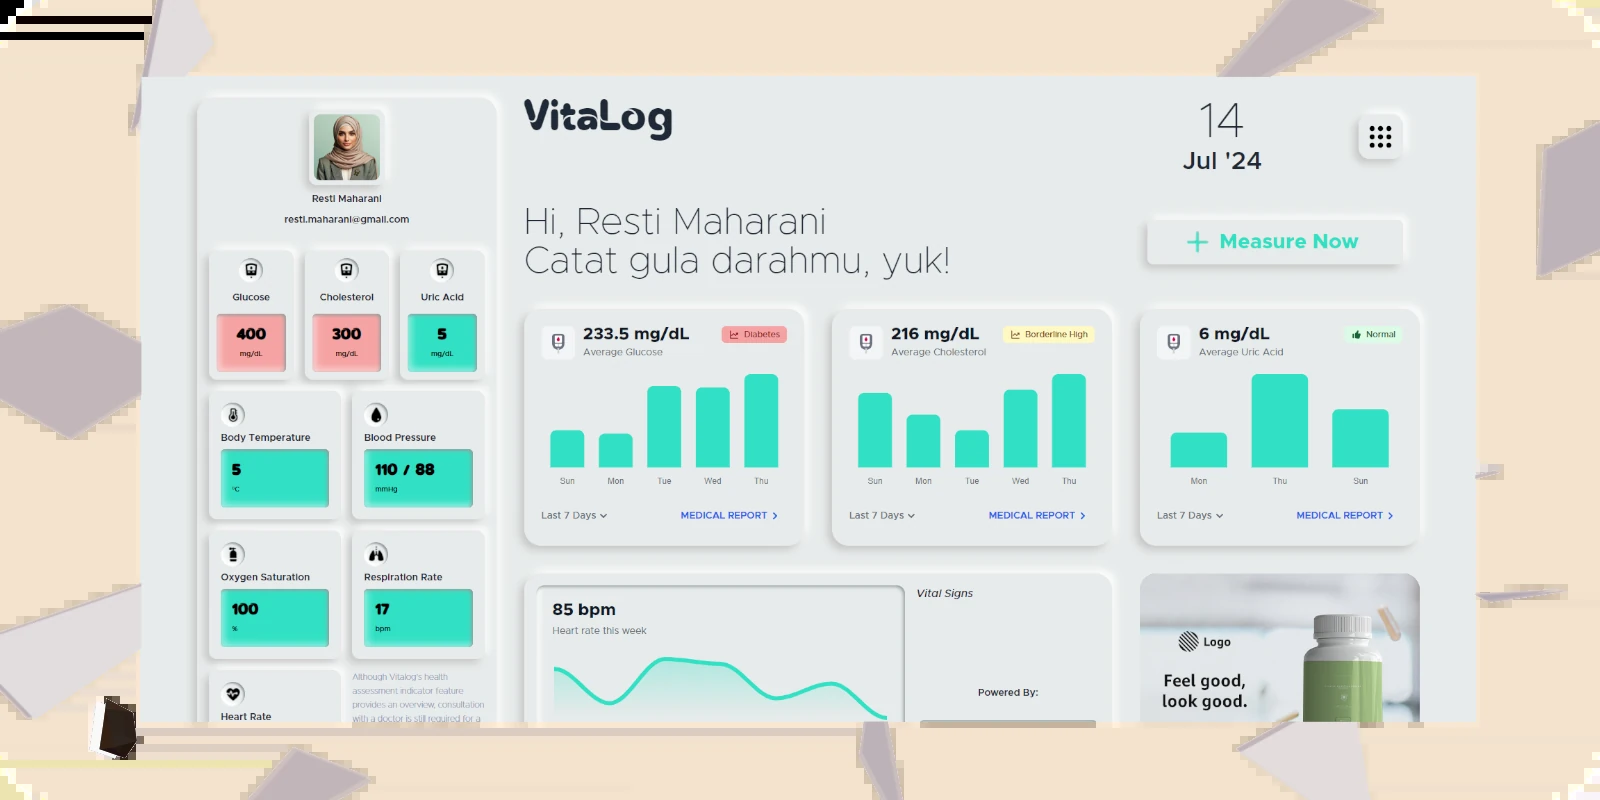 Resti Maharani
resti.maharani@gmail.com
Glucose
400
mg/dL
Cholesterol
300
mg/dL
Uric Acid
5
mg/dL
Body Temperature
5
°C
Blood Pressure
110 / 88
mmHg
Oxygen Saturation
100
%
Respiration Rate
17
bpm
Heart Rate
Although Vitalog's health
assessment indicator feature
provides an overview, consultation
with a doctor is still required for a
VitaLog
14
Jul '24
Hi, Resti Maharani
Catat gula darahmu, yuk!
+ Measure Now
233.5 mg/dL
Average Glucose
Diabetes
Sun Mon Tue Wed Thu
Last 7 Days
MEDICAL REPORT >
216 mg/dL
Average Cholesterol
Borderline High
Sun Mon Tue Wed Thu
Last 7 Days
MEDICAL REPORT >
6 mg/dL
Average Uric Acid
Normal
Mon Thu Sun
Last 7 Days
MEDICAL REPORT >
85 bpm
Heart rate this week
Vital Signs
Powered By:
Logo
Feel good,
look good.